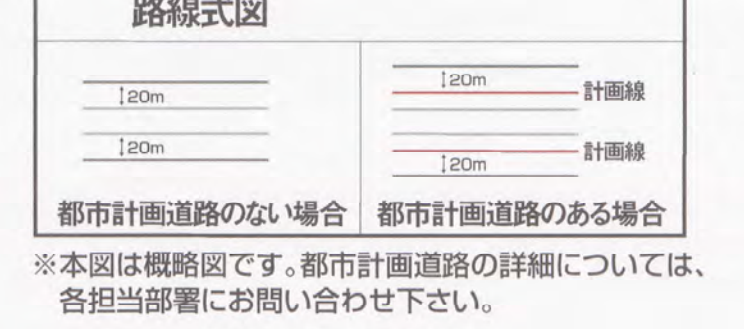 路線式図
20m
20m
都市計画道路のない場合
20m
計画線
計画線
20m
都市計画道路のある場合
※本図は概略図です。都市計画道路の詳細については、
各担当部署にお問い合わせ下さい。